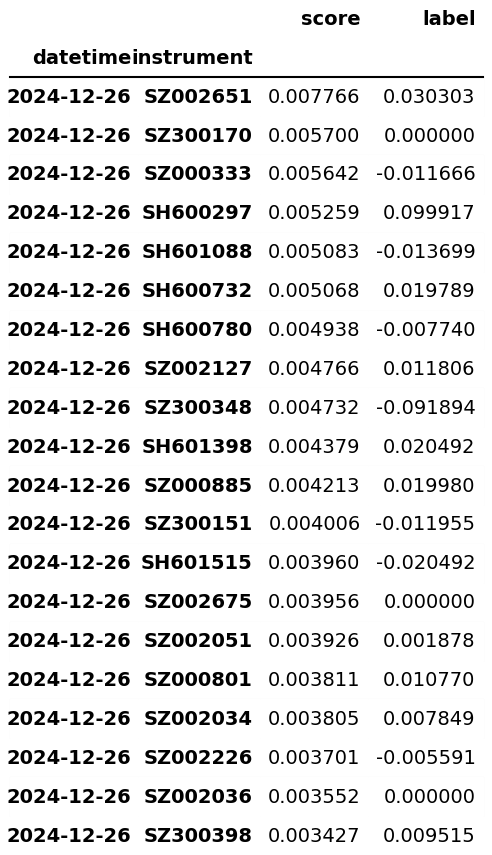 score label
datetime instrument
2024-12-26 SZ002651 0.007766 0.030303
2024-12-26 SZ300170 0.005700 0.000000
2024-12-26 SZ000333 0.005642 -0.011666
2024-12-26 SH600297 0.005259 0.099917
2024-12-26 SH601088 0.005083 -0.013699
2024-12-26 SH600732 0.005068 0.019789
2024-12-26 SH600780 0.004938 -0.007740
2024-12-26 SZ002127 0.004766 0.011806
2024-12-26 SZ300348 0.004732 -0.091894
2024-12-26 SH601398 0.004379 0.020492
2024-12-26 SZ000885 0.004213 0.019980
2024-12-26 SZ300151 0.004006 -0.011955
2024-12-26 SH601515 0.003960 -0.020492
2024-12-26 SZ002675 0.003956 0.000000
2024-12-26 SZ002051 0.003926 0.001878
2024-12-26 SZ000801 0.003811 0.010770
2024-12-26 SZ002034 0.003805 0.007849
2024-12-26 SZ002226 0.003701 -0.005591
2024-12-26 SZ002036 0.003552 0.000000
2024-12-26 SZ300398 0.003427 0.009515